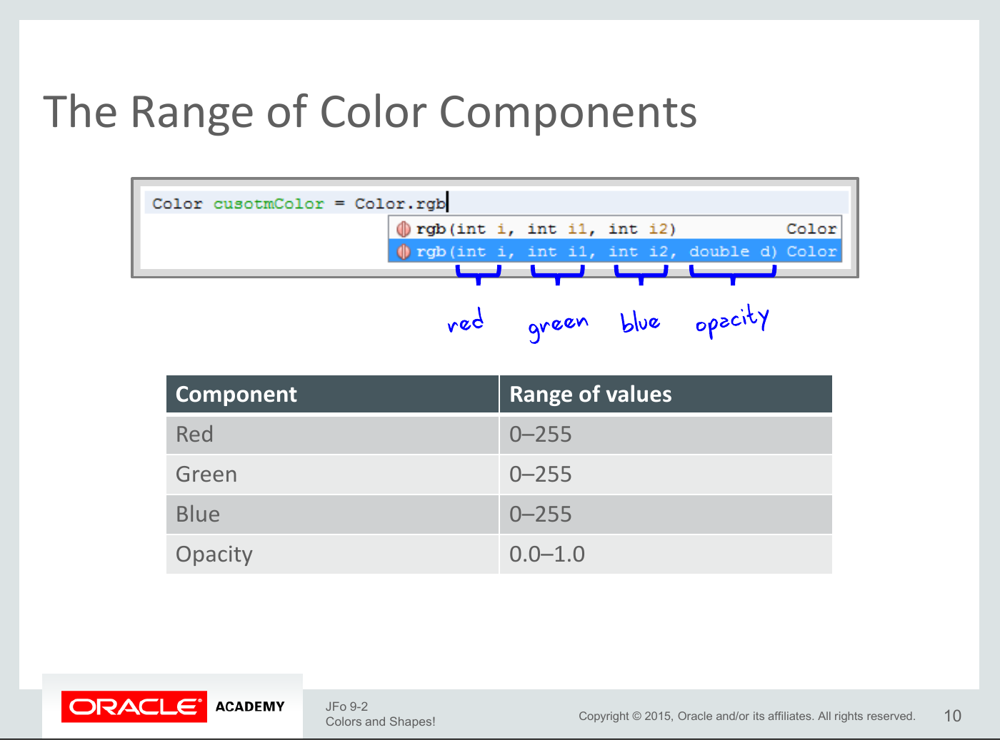 The Range of Color Components
Color cusotmColor = Color.rgb
rgb(int i, int i1, int i2) Color
rgb(int i, int i1, int i2, double d) Color
red green blue opacity
Component Range of values
Red 0–255
Green 0–255
Blue 0–255
Opacity 0.0–1.0
ORACLE® ACADEMY
JFo 9-2
Colors and Shapes!
Copyright © 2015, Oracle and/or its affiliates. All rights reserved. 10